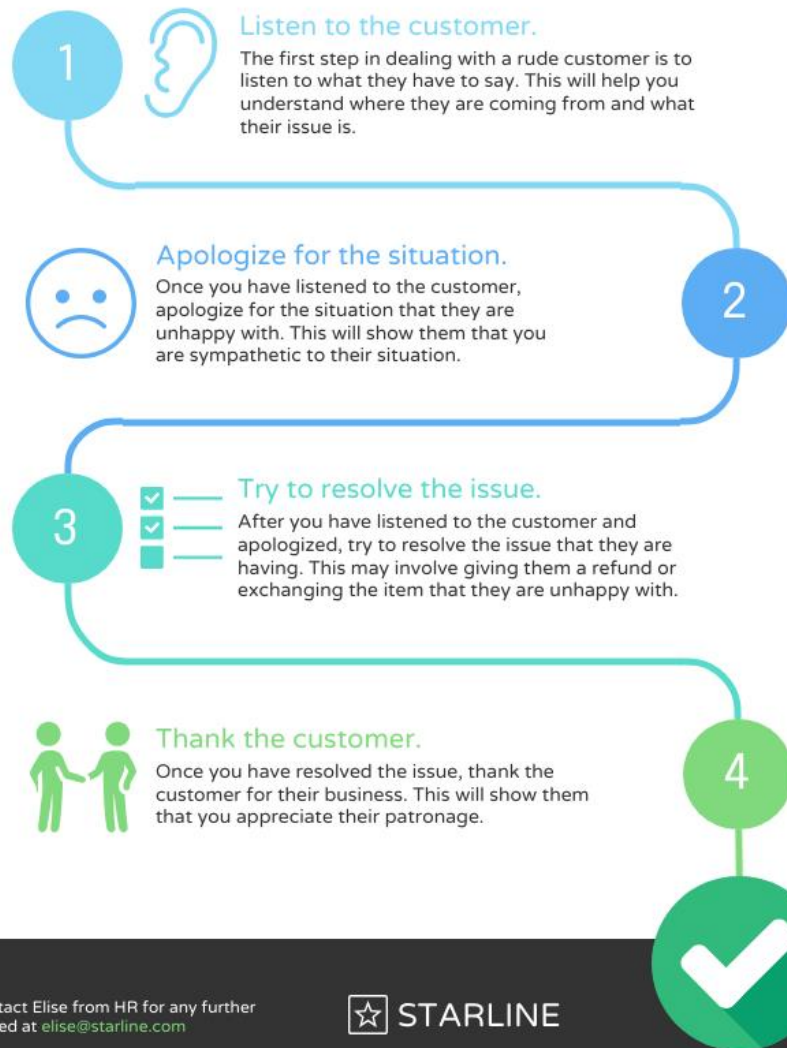 1
Listen to the customer.
The first step in dealing with a rude customer is to
listen to what they have to say. This will help you
understand where they are coming from and what
their issue is.
Apologize for the situation.
Once you have listened to the customer,
apologize for the situation that they are
unhappy with. This will show them that you
are sympathetic to their situation.
2
3
Try to resolve the issue.
After you have listened to the customer and
apologized, try to resolve the issue that they are
having. This may involve giving them a refund or
exchanging the item that they are unhappy with.
Thank the customer.
Once you have resolved the issue, thank the
customer for their business. This will show them
that you appreciate their patronage.
4
tact Elise from HR for any further
ed at elise@starline.com
STARLINE